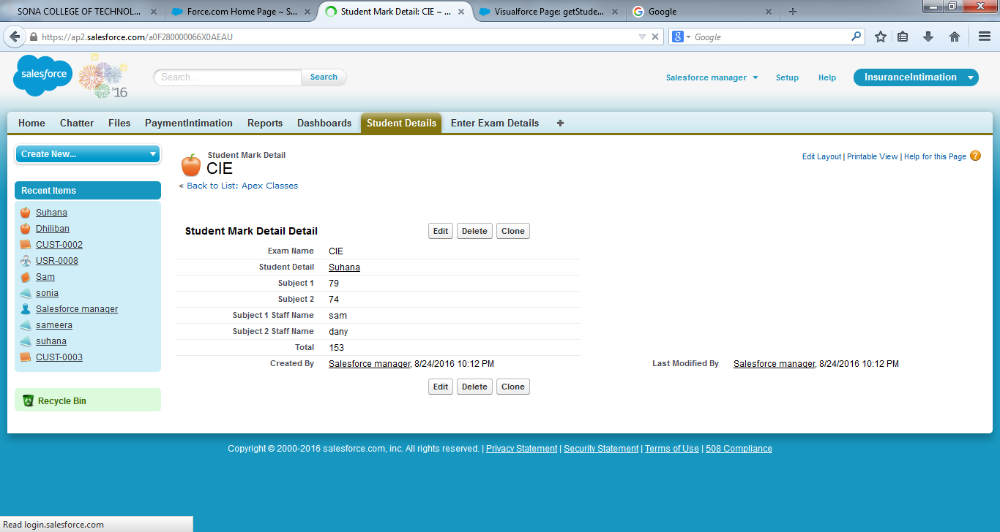 SONA COLLEGE OF TECHNOL... × Force.com Home Page ~ S... × Student Mark Detail: CIE ~ ... × Visualforce Page: getStude... × Google × +
https://ap2.salesforce.com/a0F280000066X0AEAU Google
salesforce '16 Search... Search Salesforce manager Setup Help InsuranceIntimation
Home Chatter Files PaymentIntimation Reports Dashboards Student Details Enter Exam Details +
Create New...
Recent Items
Suhana
Dhiliban
CUST-0002
USR-0008
Sam
sonia
Salesforce manager
sameera
suhana
CUST-0003
Recycle Bin
Student Mark Detail
CIE
Edit Layout | Printable View | Help for this Page ?
« Back to List: Apex Classes
Student Mark Detail Detail Edit Delete Clone
Exam Name CIE
Student Detail Suhana
Subject 1 79
Subject 2 74
Subject 1 Staff Name sam
Subject 2 Staff Name dany
Total 153
Created By Salesforce manager, 8/24/2016 10:12 PM Last Modified By Salesforce manager, 8/24/2016 10:12 PM
Edit Delete Clone
Copyright © 2000-2016 salesforce.com, inc. All rights reserved. | Privacy Statement | Security Statement | Terms of Use | 508 Compliance
Read login.salesforce.com